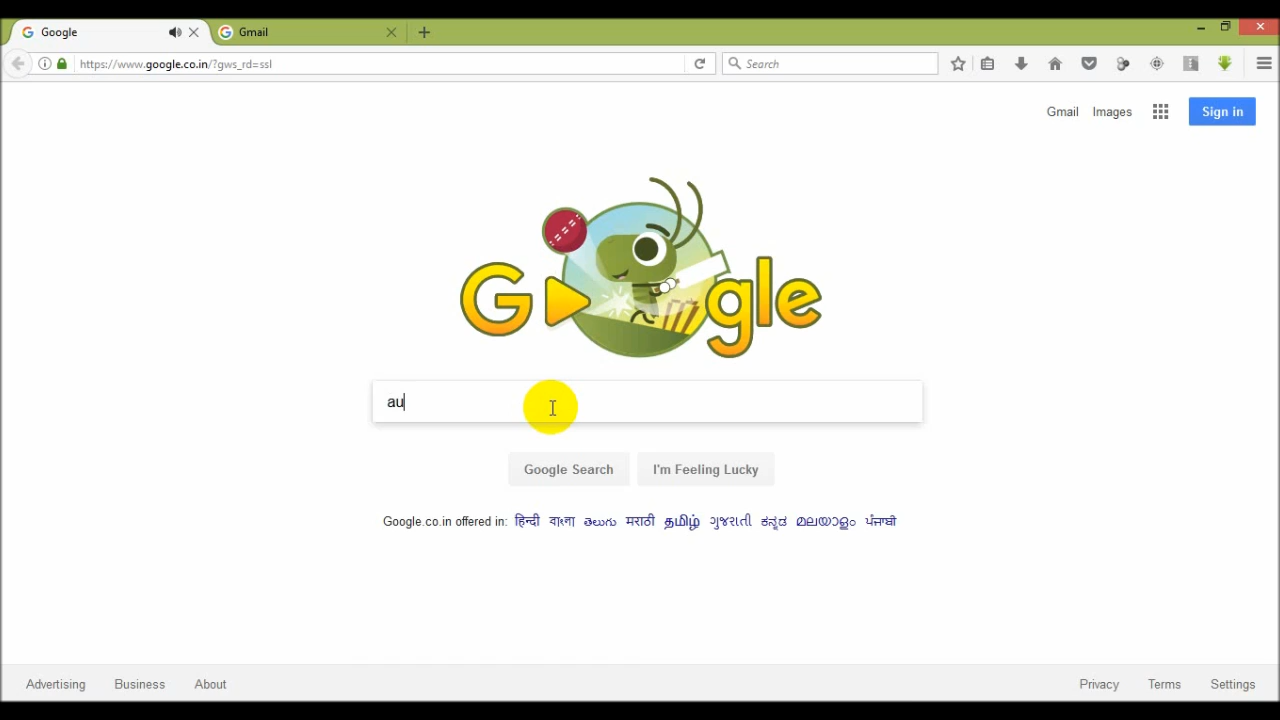 Google
Gmail
https://www.google.co.in/?gws_rd=ssl
Search
Gmail Images Sign in
G gle
au
Google Search I'm Feeling Lucky
Google.co.in offered in: हिन्दी বাংলা తెలుగు मराठी தமிழ் ગુજરાતી ಕನ್ನಡ മലയാളം ਪੰਜਾਬੀ
Advertising Business About Privacy Terms Settings